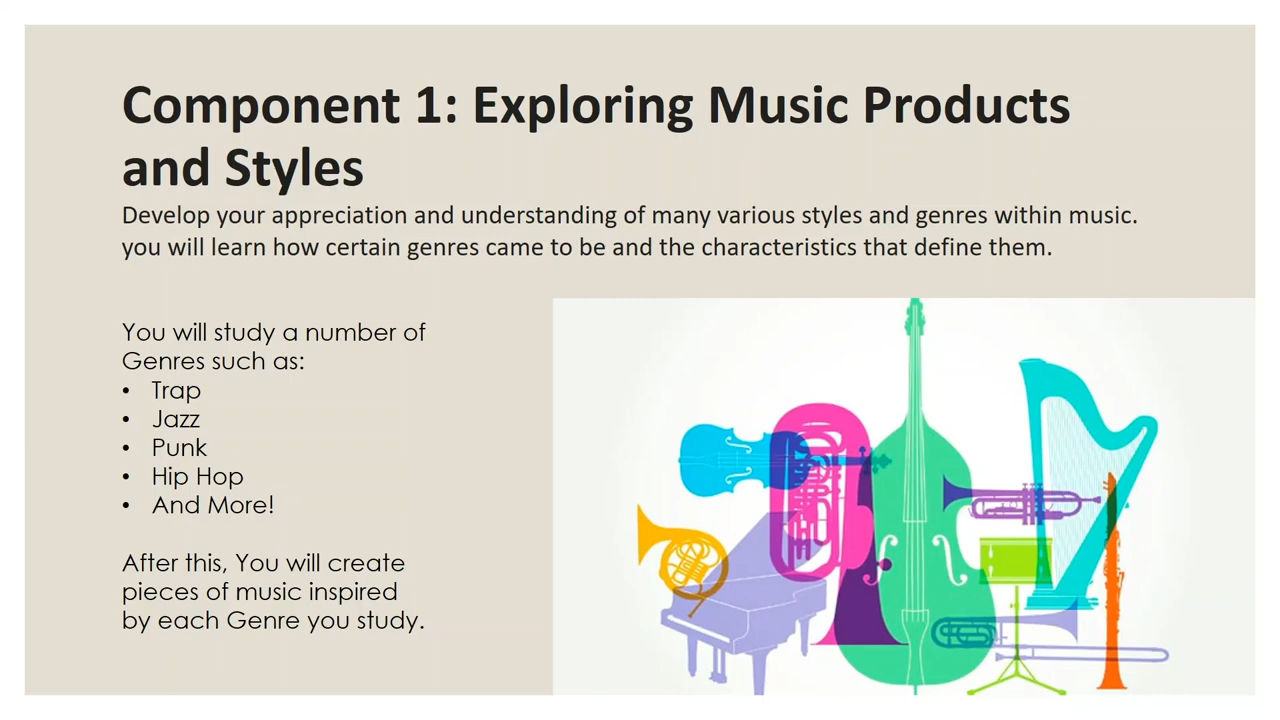 Component 1: Exploring Music Products
and Styles
Develop your appreciation and understanding of many various styles and genres within music.
you will learn how certain genres came to be and the characteristics that define them.
You will study a number of
Genres such as:
• Trap
• Jazz
• Punk
• Hip Hop
• And More!
After this, You will create
pieces of music inspired
by each Genre you study.